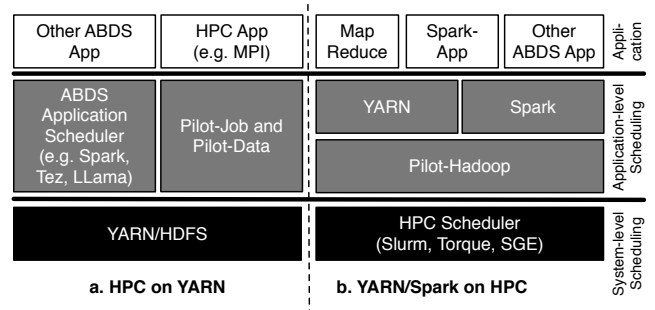 Other ABDS
App
HPC App
(e.g. MPI)
Map
Reduce
Spark-
App
Other
ABDS App
Appli-
cation
ABDS
Application
Scheduler
(e.g. Spark,
Tez, LLama)
Pilot-Job and
Pilot-Data
YARN
Spark
Pilot-Hadoop
Application-level
Scheduling
YARN/HDFS
HPC Scheduler
(Slurm, Torque, SGE)
System-level
Scheduling
a. HPC on YARN
b. YARN/Spark on HPC